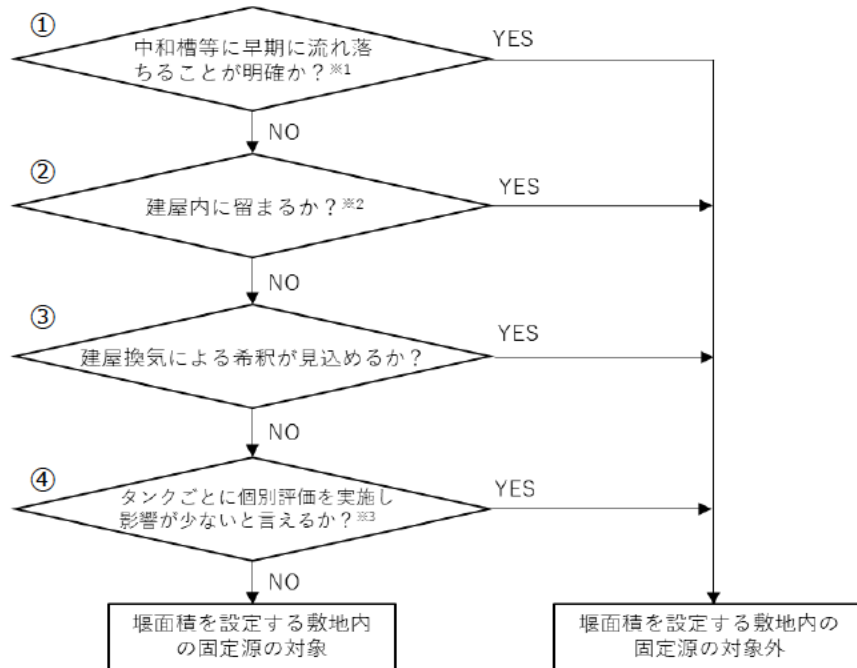 ①
中和槽等に早期に流れ落
ちることが明確か？※1
YES
NO
②
建屋内に留まるか？※2
YES
NO
③
建屋換気による希釈が見込めるか？
YES
NO
④
タンクごとに個別評価を実施し
影響が少ないと言えるか？※3
YES
NO
堰面積を設定する敷地内
の固定源の対象
堰面積を設定する敷地内の
固定源の対象外